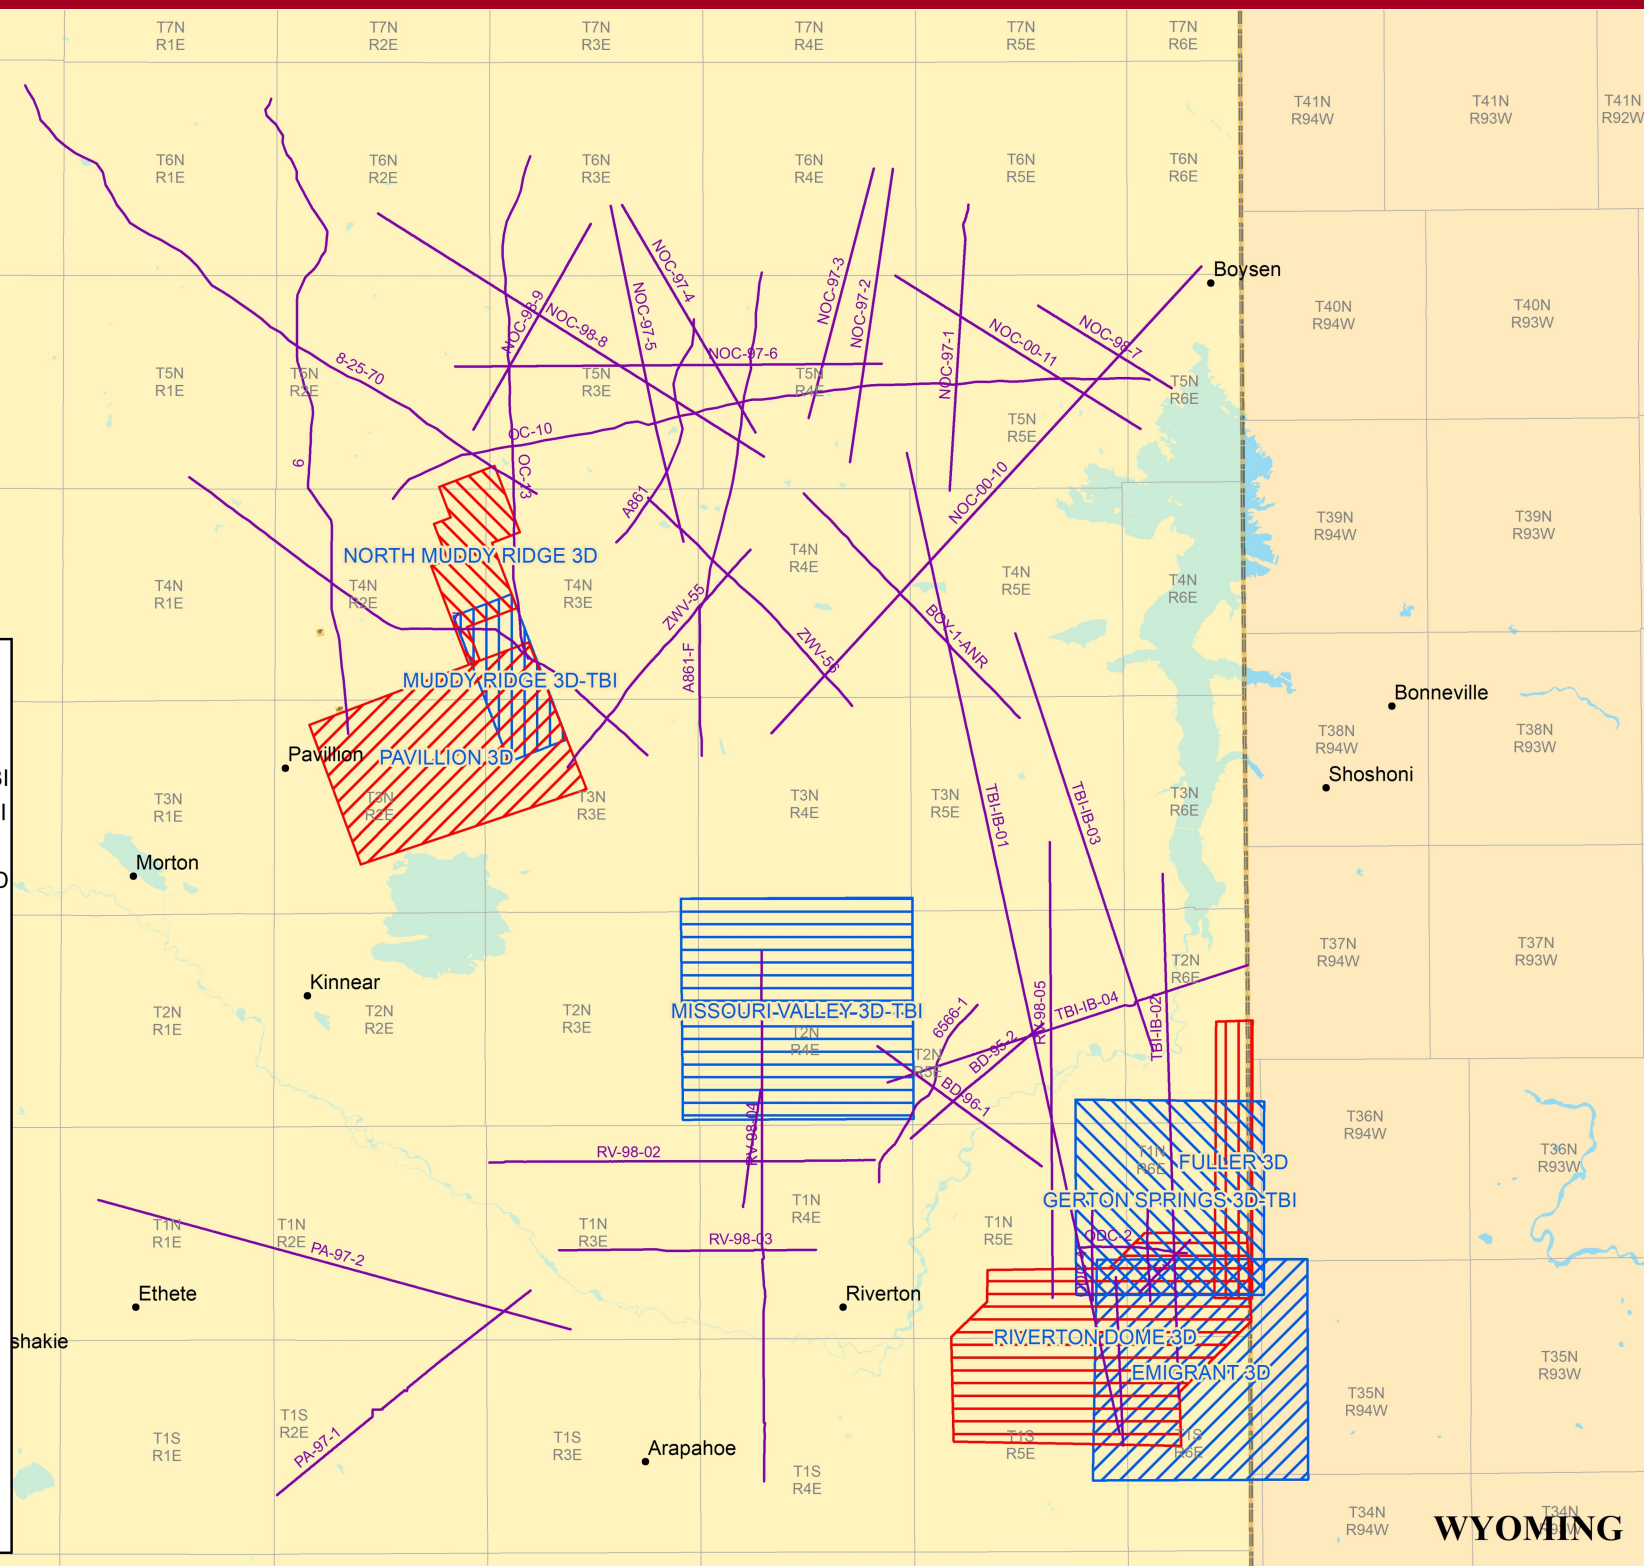 T7N
R1E
T7N
R2E
T7N
R3E
T7N
R4E
T7N
R5E
T7N
R6E
T41N
R94W
T41N
R93W
T41N
R92W
T6N
R1E
T6N
R2E
T6N
R3E
T6N
R4E
T6N
R5E
T6N
R6E
NOC-97-4
NOC-97-3
NOC-97-2
NOC-97-5
NOC-98-9
NOC-98-8
NOC-97-6
NOC-97-1
NOC-00-11
NOC-98-7
Boysen
T40N
R94W
T40N
R93W
8-25-70
T5N
R1E
T5N
R2E
T5N
R3E
T5N
R4E
T5N
R5E
T5N
R6E
OC-10
6
OC-13
A861
NOC-00-10
T39N
R94W
T39N
R93W
NORTH MUDDY RIDGE 3D
T4N
R1E
T4N
R2E
T4N
R3E
T4N
R4E
T4N
R5E
T4N
R6E
ZWV-55
ZWV-56
A861-F
BOY-1-ANR
MUDDY RIDGE 3D-TBI
Bonneville
T38N
R94W
T38N
R93W
Pavillion
PAVILLION 3D
Shoshoni
T3N
R1E
T3N
R2E
T3N
R3E
T3N
R4E
T3N
R5E
T3N
R6E
TBI-IB-01
TBI-IB-03
Morton
T37N
R94W
T37N
R93W
Kinnear
T2N
R1E
T2N
R2E
T2N
R3E
MISSOURI-VALLEY-3D-TBI
T2N
R4E
T2N
R5E
T2N
R6E
6566-1
BD-95-2
BD-96-1
RV-98-05
TBI-IB-04
TBI-IB-02
RV-98-04
RV-98-02
T36N
R94W
T36N
R93W
T1N
R6E
FULLER 3D
GERTON SPRINGS 3D-TBI
T1N
R1E
T1N
R2E
T1N
R3E
T1N
R4E
T1N
R5E
PA-97-2
RV-98-03
ODC-2
Ethete
Riverton
RIVERTON DOME 3D
EMIGRANT 3D
shakie
T35N
R94W
T35N
R93W
PA-97-1
T1S
R1E
T1S
R2E
T1S
R3E
Arapahoe
T1S
R4E
T1S
R5E
T1S
R6E
T34N
R94W
T34N
WYOMING